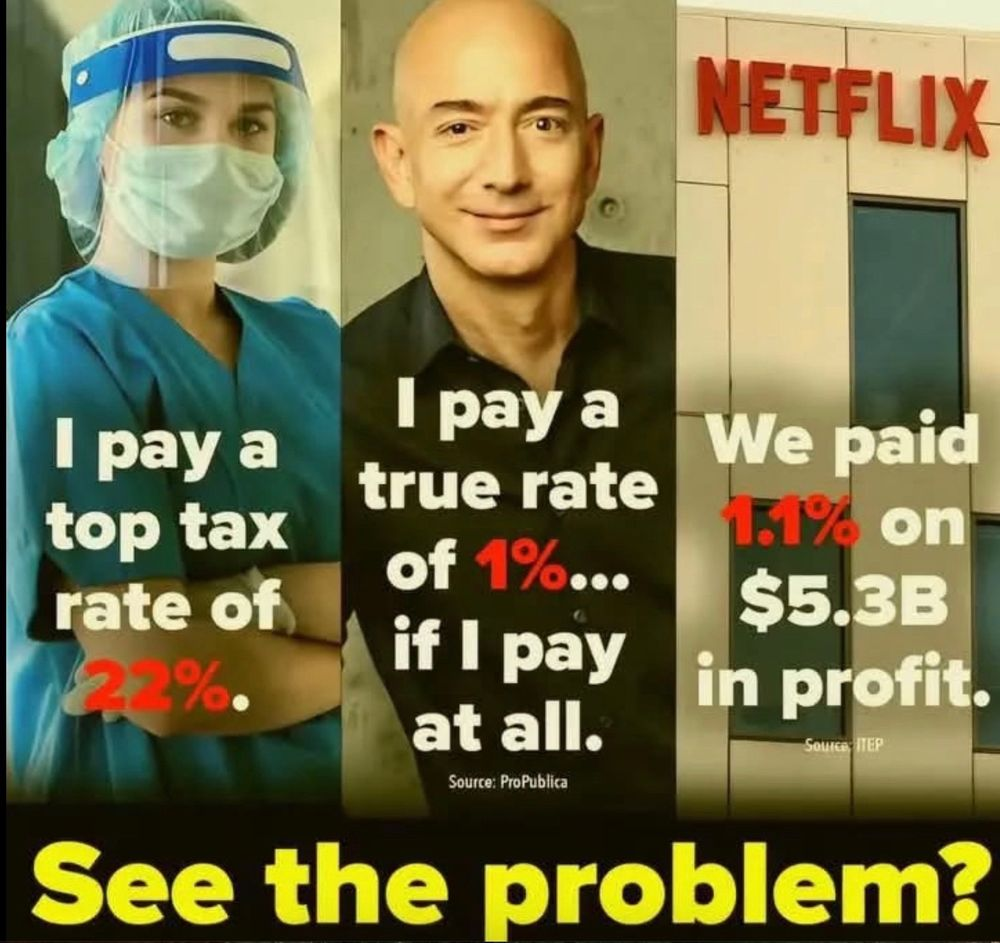 NETFLIX
I pay a
top tax
rate of
22%.
I pay a
true rate
of 1%...
if I pay
at all.
Source: ProPublica
We paid
1.1% on
$5.3B
in profit.
Source: ITEP
See the problem?